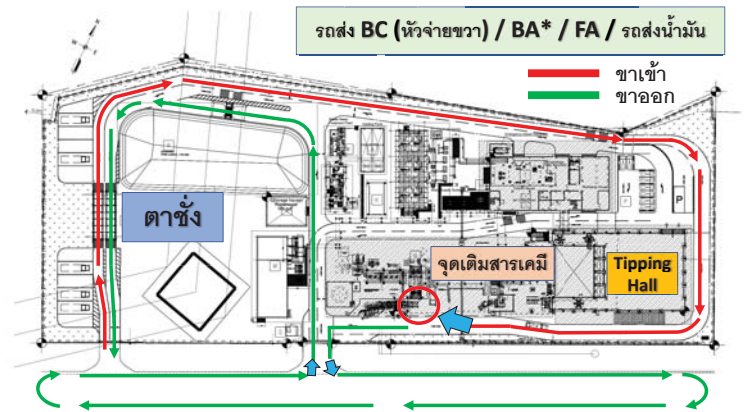 รถส่ง BC (หัวจ่ายขวา) / BA* / FA / รถส่งน้ำมัน
ขาเข้า
ขาออก
ตาชั่ง
จุดเติมสารเคมี
Tipping
Hall
P